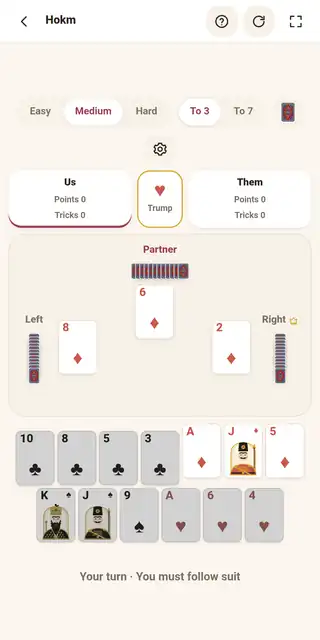 Hokm
Easy Medium Hard To 3 To 7
Us Them
Points 0 Trump Points 0
Tricks 0 Tricks 0
Partner
6
Left Right
8 2
10 8 5 3 A J 5
K J 9 A 6 4
Your turn · You must follow suit